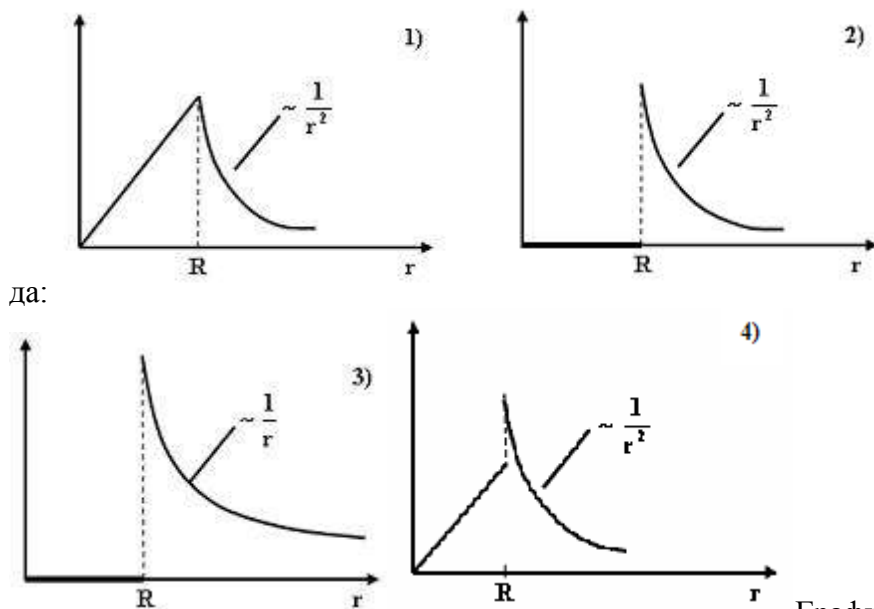 1)
~ 1/r²
R r
2)
~ 1/r²
R r
да:
3)
~ 1/r
R r
4)
~ 1/r²
R r